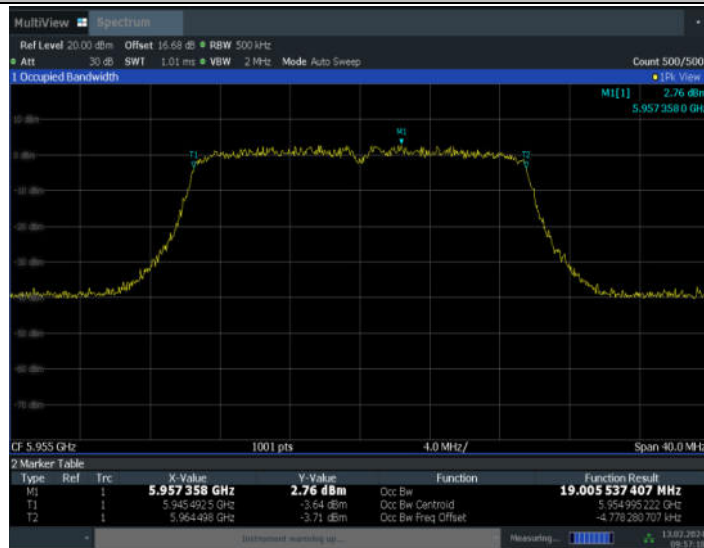 MultiView Spectrum
Ref Level 20.00 dBm Offset 16.68 dB RBW 500 kHz
Att 30 dB SWT 1.01 ms VBW 2 MHz Mode Auto Sweep Count 500/500
1 Occupied Bandwidth 1Pk View
M1[1] 2.76 dBm
5.957 358 0 GHz
10 dBm
M1
0 dBm
T1 T2
-10 dBm
-20 dBm
-30 dBm
-40 dBm
-50 dBm
-60 dBm
-70 dBm
CF 5.955 GHz 1001 pts 4.0 MHz/ Span 40.0 MHz
2 Marker Table
Type Ref Trc X-Value Y-Value Function Function Result
M1 1 5.957 358 GHz 2.76 dBm Occ Bw 19.005 537 407 MHz
T1 1 5.945 492 5 GHz -3.64 dBm Occ Bw Centroid 5.954 995 222 GHz
T2 1 5.964 498 GHz -3.71 dBm Occ Bw Freq Offset -4.778 280 707 kHz
Instrument warming up... Measuring... 13.02.202
09:57:19